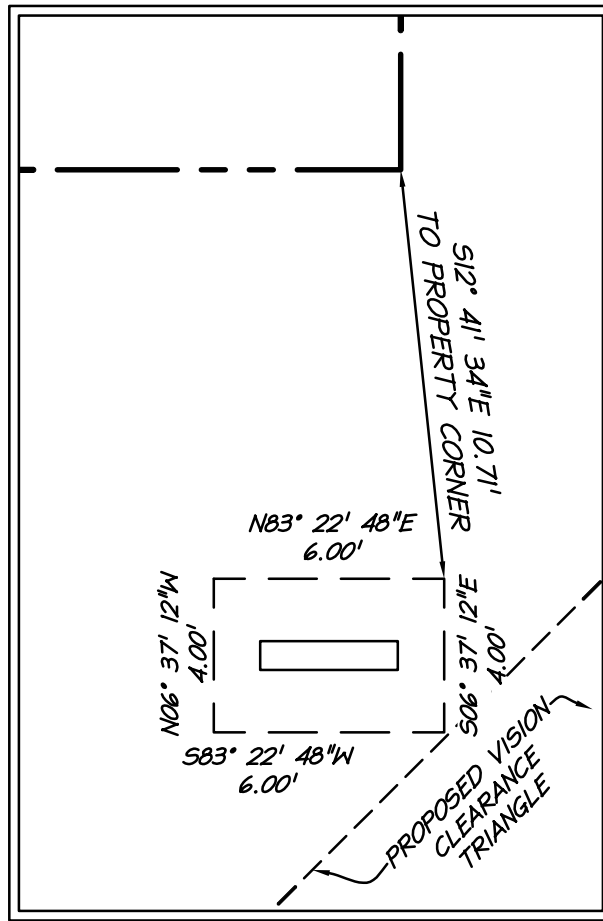 S12° 41' 34"E 10.71'
TO PROPERTY CORNER
N83° 22' 48"E
6.00'
N06° 37' 12"W
4.00'
S06° 37' 12"E
4.00'
S83° 22' 48"W
6.00'
PROPOSED VISION
CLEARANCE
TRIANGLE